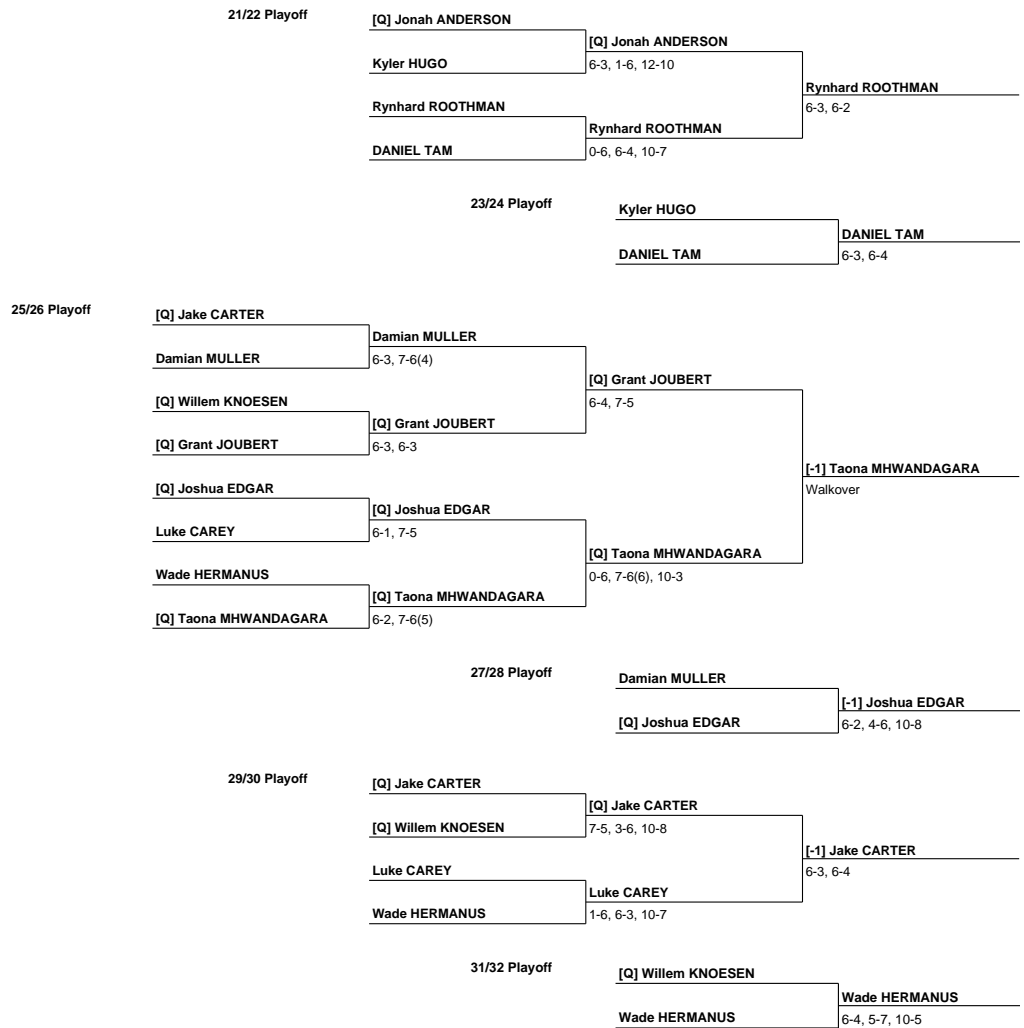 21/22 Playoff
[Q] Jonah ANDERSON
[Q] Jonah ANDERSON
Kyler HUGO
6-3, 1-6, 12-10
Rynhard ROOTHMAN
Rynhard ROOTHMAN
6-3, 6-2
Rynhard ROOTHMAN
DANIEL TAM
0-6, 6-4, 10-7
23/24 Playoff
Kyler HUGO
DANIEL TAM
DANIEL TAM
6-3, 6-4
25/26 Playoff
[Q] Jake CARTER
Damian MULLER
Damian MULLER
6-3, 7-6(4)
[Q] Grant JOUBERT
[Q] Willem KNOESEN
6-4, 7-5
[Q] Grant JOUBERT
[Q] Grant JOUBERT
6-3, 6-3
[-1] Taona MHWANDAGARA
[Q] Joshua EDGAR
Walkover
[Q] Joshua EDGAR
Luke CAREY
6-1, 7-5
[Q] Taona MHWANDAGARA
Wade HERMANUS
0-6, 7-6(6), 10-3
[Q] Taona MHWANDAGARA
[Q] Taona MHWANDAGARA
6-2, 7-6(5)
27/28 Playoff
Damian MULLER
[-1] Joshua EDGAR
[Q] Joshua EDGAR
6-2, 4-6, 10-8
29/30 Playoff
[Q] Jake CARTER
[Q] Jake CARTER
[Q] Willem KNOESEN
7-5, 3-6, 10-8
[-1] Jake CARTER
Luke CAREY
6-3, 6-4
Luke CAREY
Wade HERMANUS
1-6, 6-3, 10-7
31/32 Playoff
[Q] Willem KNOESEN
Wade HERMANUS
Wade HERMANUS
6-4, 5-7, 10-5